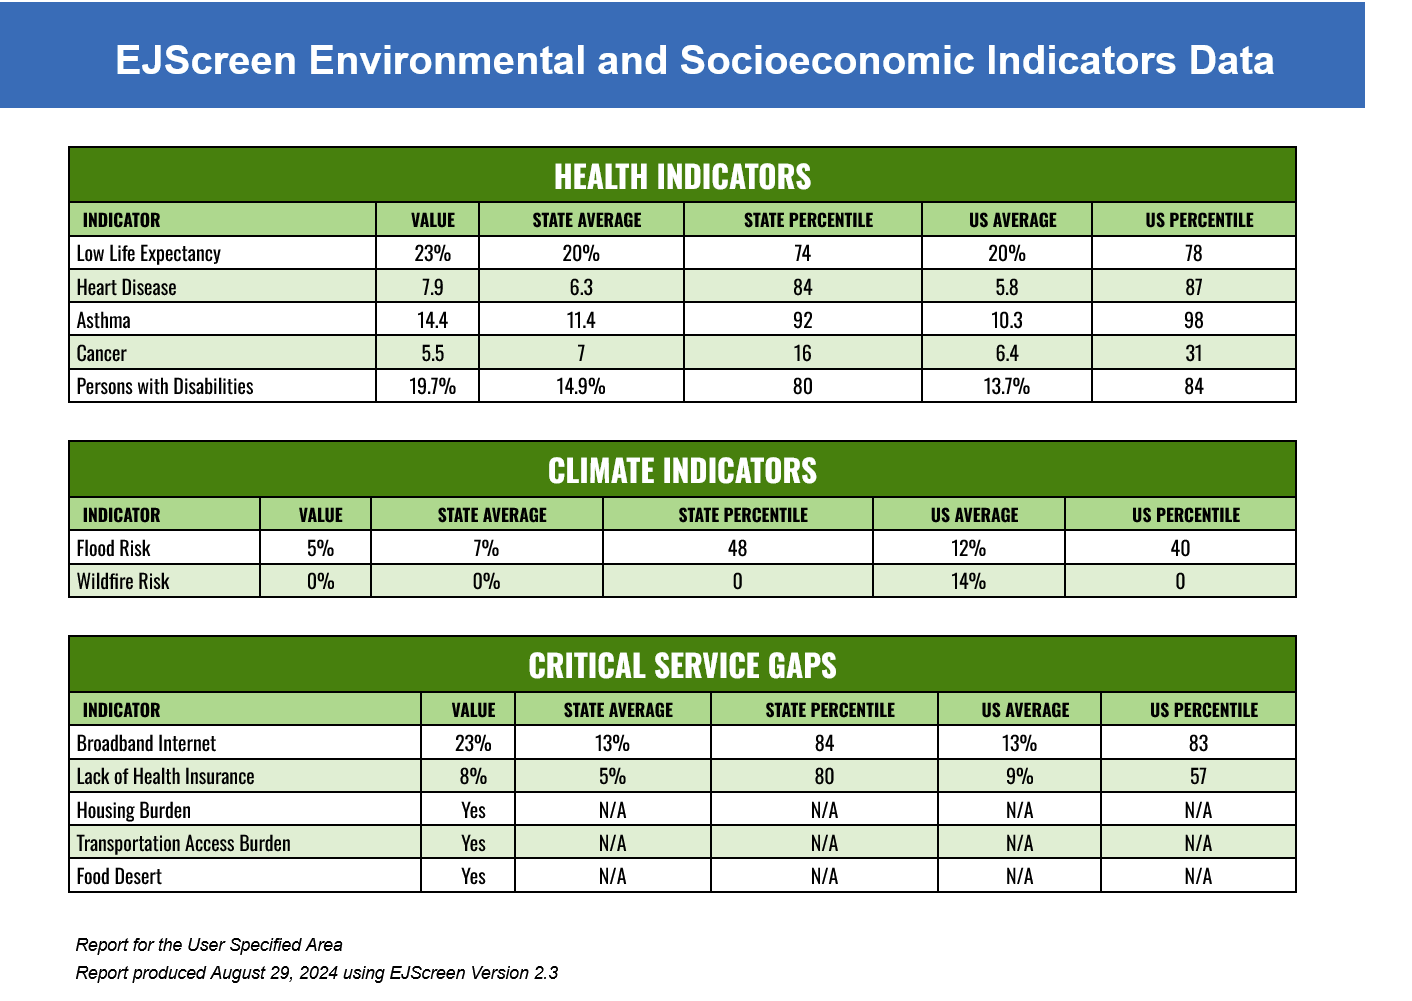 EJScreen Environmental and Socioeconomic Indicators Data
HEALTH INDICATORS
INDICATOR VALUE STATE AVERAGE STATE PERCENTILE US AVERAGE US PERCENTILE
Low Life Expectancy 23% 20% 74 20% 78
Heart Disease 7.9 6.3 84 5.8 87
Asthma 14.4 11.4 92 10.3 98
Cancer 5.5 7 16 6.4 31
Persons with Disabilities 19.7% 14.9% 80 13.7% 84
CLIMATE INDICATORS
INDICATOR VALUE STATE AVERAGE STATE PERCENTILE US AVERAGE US PERCENTILE
Flood Risk 5% 7% 48 12% 40
Wildfire Risk 0% 0% 0 14% 0
CRITICAL SERVICE GAPS
INDICATOR VALUE STATE AVERAGE STATE PERCENTILE US AVERAGE US PERCENTILE
Broadband Internet 23% 13% 84 13% 83
Lack of Health Insurance 8% 5% 80 9% 57
Housing Burden Yes N/A N/A N/A N/A
Transportation Access Burden Yes N/A N/A N/A N/A
Food Desert Yes N/A N/A N/A N/A
Report for the User Specified Area
Report produced August 29, 2024 using EJScreen Version 2.3